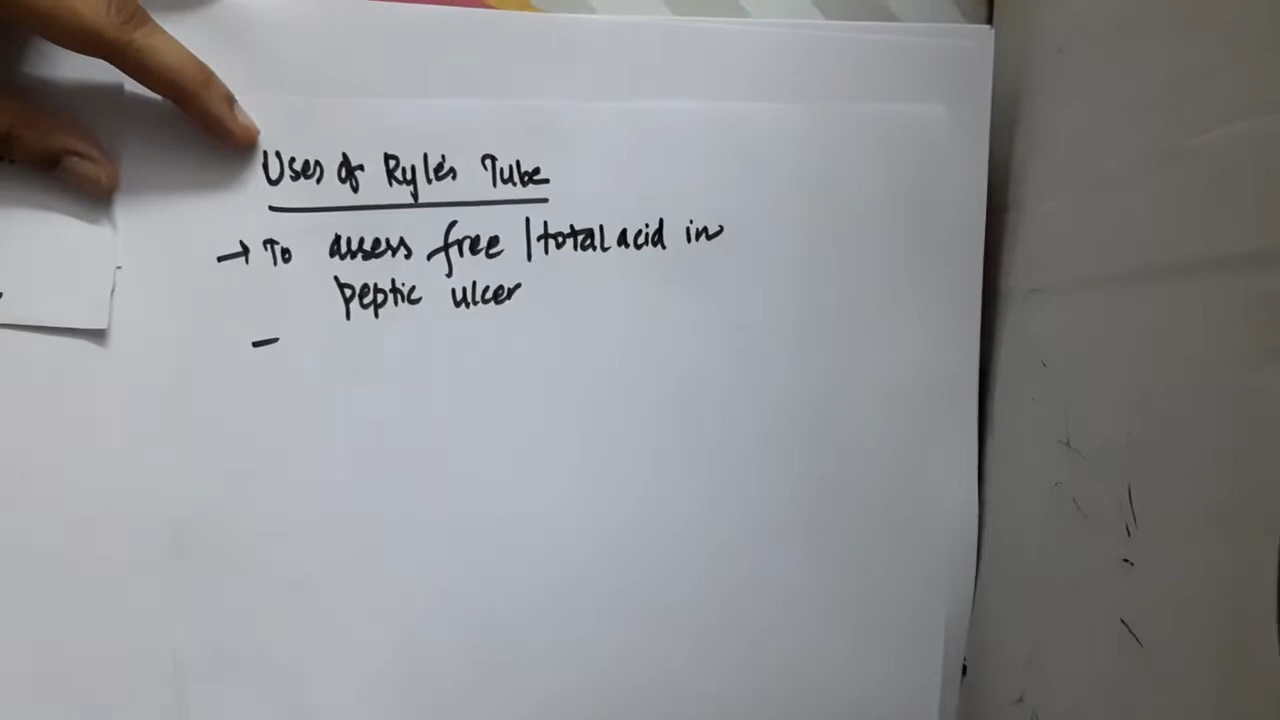 Uses of Ryle's Tube
→ To assess free / total acid in
peptic ulcer
–